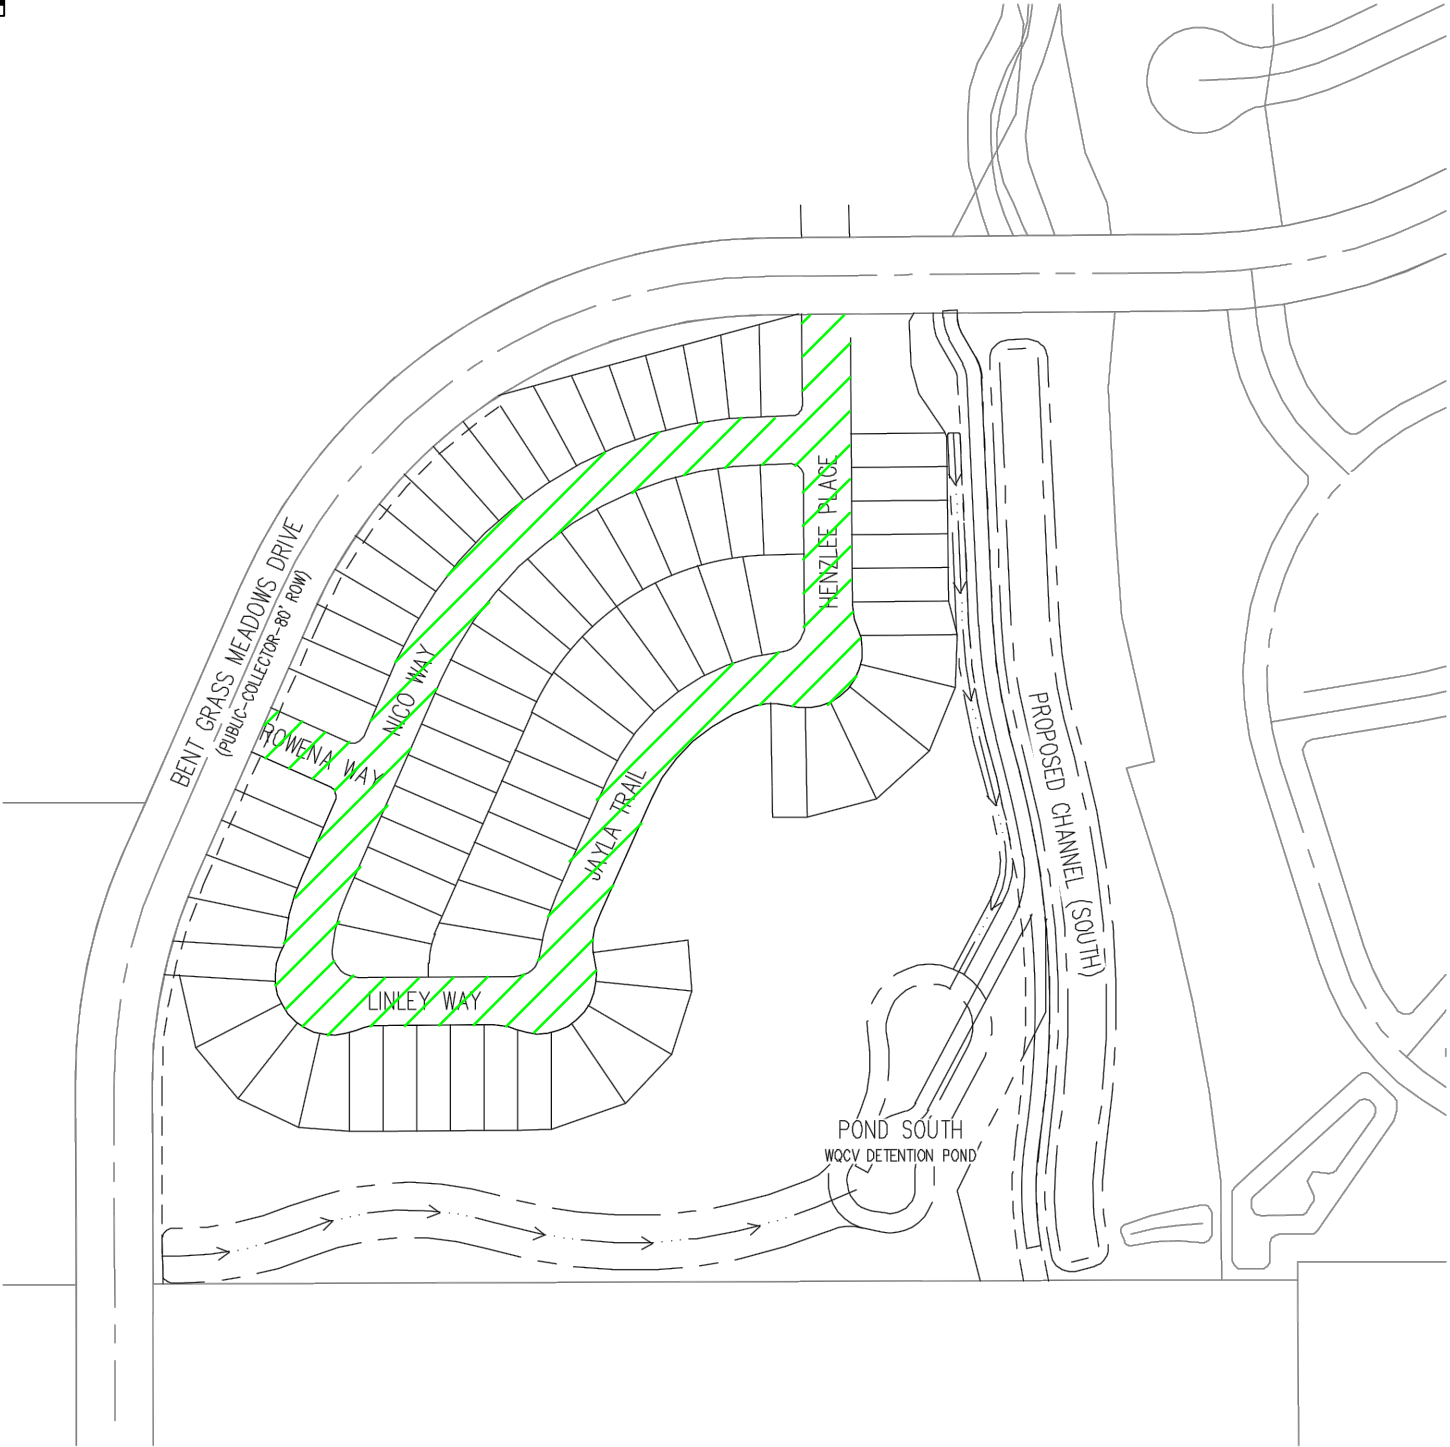 BENT GRASS MEADOWS DRIVE
(PUBLIC-COLLECTOR-80' ROW)
HENZLEE PLACE
NICO WAY
ROWENA WAY
JAYLA TRAIL
LINLEY WAY
PROPOSED CHANNEL (SOUTH)
POND SOUTH
WQCV DETENTION POND